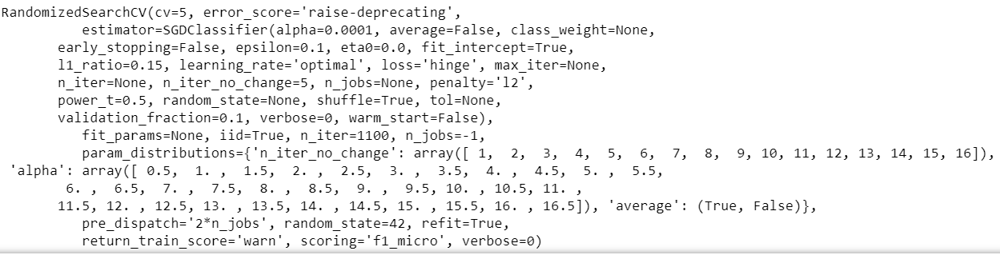 RandomizedSearchCV(cv=5, error_score='raise-deprecating',
estimator=SGDClassifier(alpha=0.0001, average=False, class_weight=None,
early_stopping=False, epsilon=0.1, eta0=0.0, fit_intercept=True,
l1_ratio=0.15, learning_rate='optimal', loss='hinge', max_iter=None,
n_iter=None, n_iter_no_change=5, n_jobs=None, penalty='l2',
power_t=0.5, random_state=None, shuffle=True, tol=None,
validation_fraction=0.1, verbose=0, warm_start=False),
fit_params=None, iid=True, n_iter=1100, n_jobs=-1,
param_distributions={'n_iter_no_change': array([ 1, 2, 3, 4, 5, 6, 7, 8, 9, 10, 11, 12, 13, 14, 15, 16]),
'alpha': array([ 0.5, 1. , 1.5, 2. , 2.5, 3. , 3.5, 4. , 4.5, 5. , 5.5,
6. , 6.5, 7. , 7.5, 8. , 8.5, 9. , 9.5, 10. , 10.5, 11. ,
11.5, 12. , 12.5, 13. , 13.5, 14. , 14.5, 15. , 15.5, 16. , 16.5]), 'average': (True, False)},
pre_dispatch='2*n_jobs', random_state=42, refit=True,
return_train_score='warn', scoring='f1_micro', verbose=0)